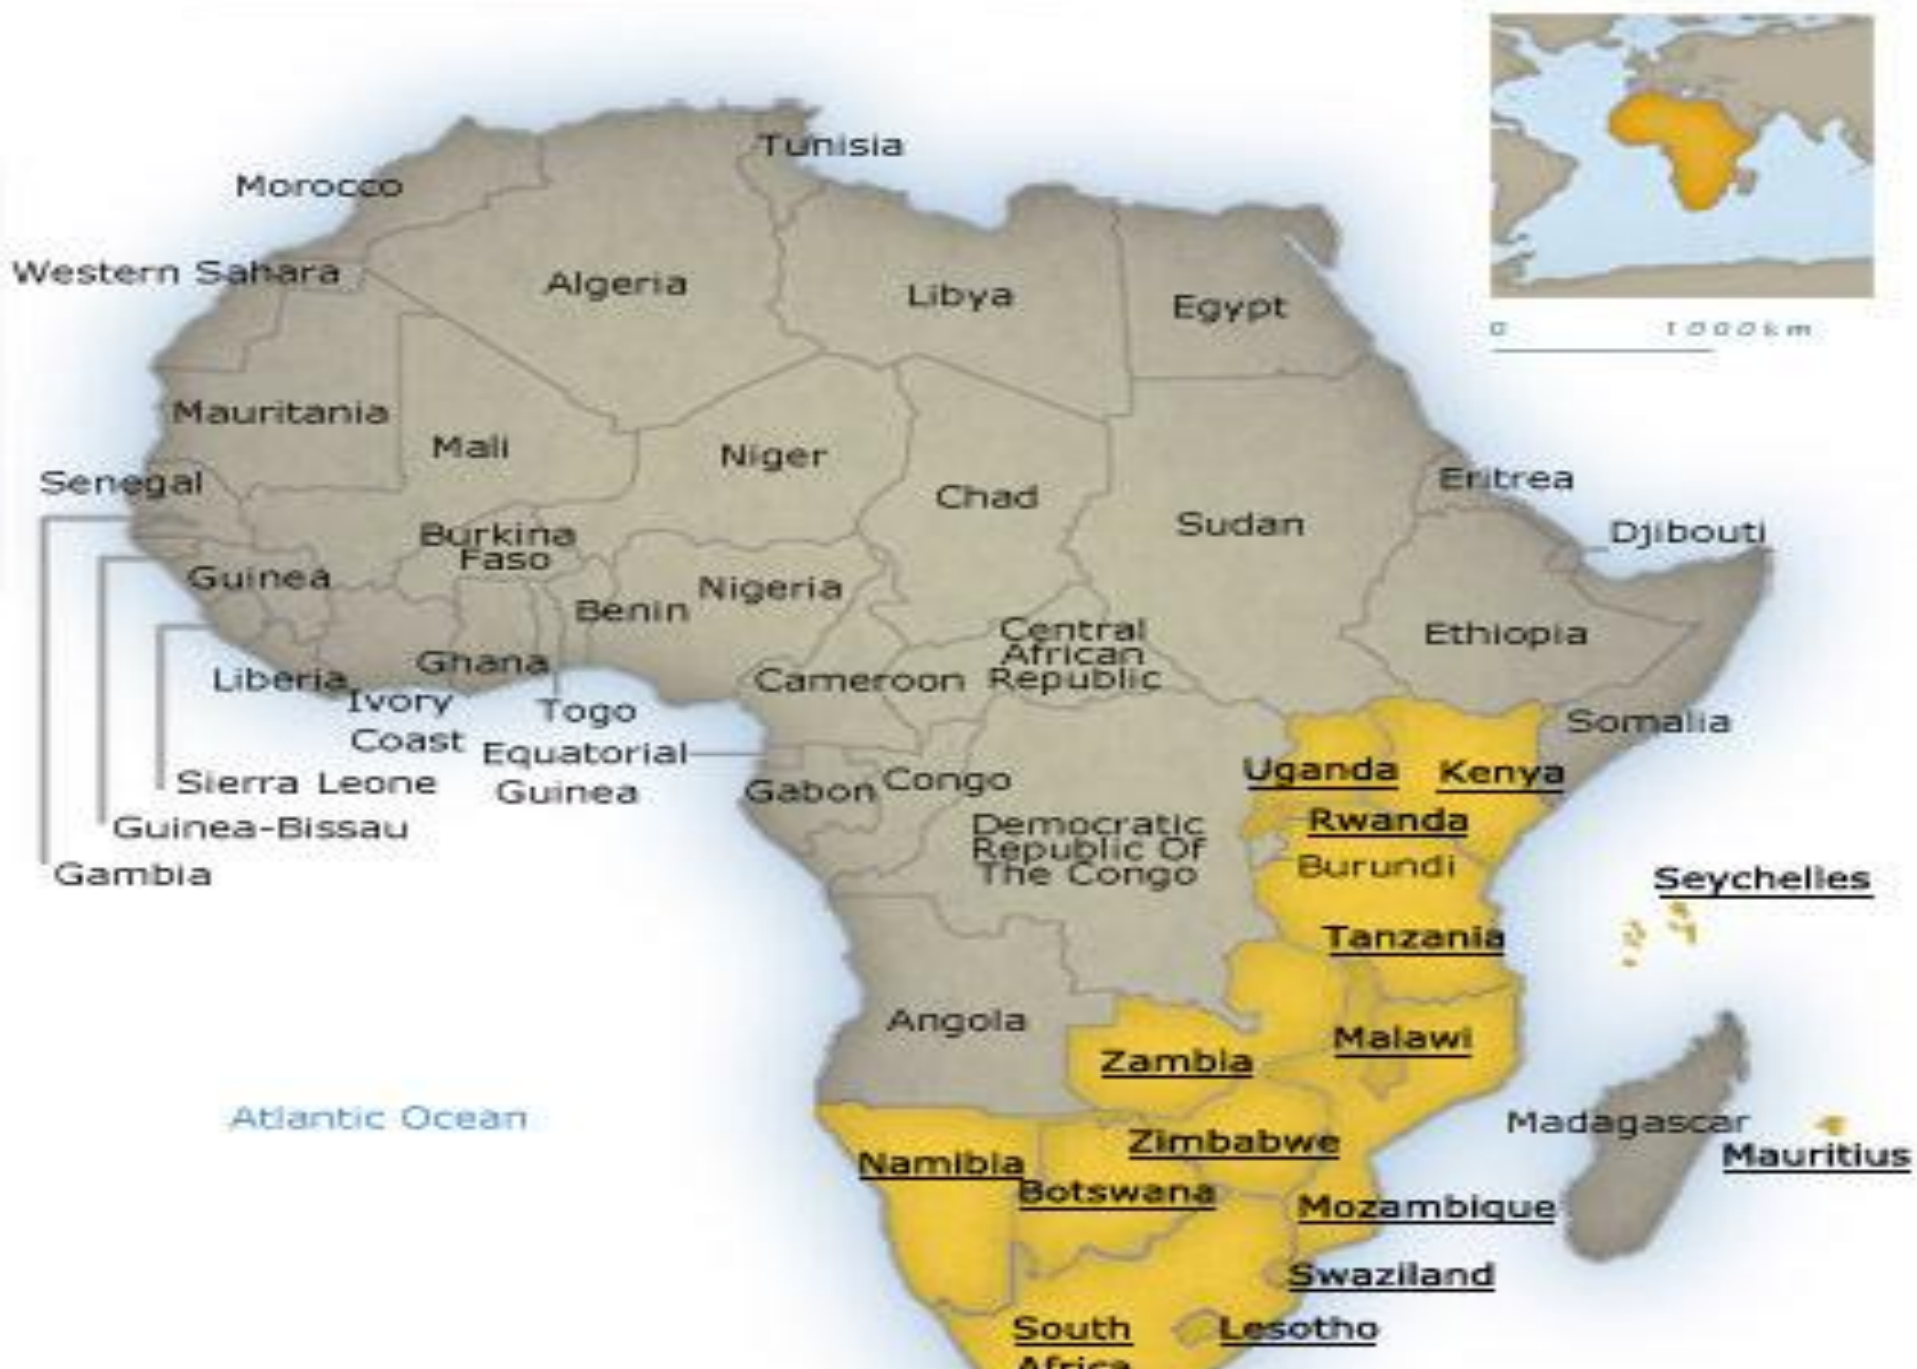 Tunisia
Morocco
Western Sahara
Algeria
Libya
Egypt
0 1000km
Mauritania
Mali
Niger
Senegal
Chad
Eritrea
Sudan
Djibouti
Burkina
Faso
Guinea
Nigeria
Benin
Central
African
Republic
Ethiopia
Ghana
Liberia
Cameroon
Ivory
Coast
Togo
Somalia
Equatorial
Guinea
Sierra Leone
Gabon
Congo
Uganda
Kenya
Guinea-Bissau
Democratic
Republic Of
The Congo
Rwanda
Burundi
Gambia
Seychelles
Tanzania
Angola
Malawi
Zambia
Atlantic Ocean
Madagascar
Zimbabwe
Mauritius
Namibia
Botswana
Mozambique
Swaziland
South
Africa
Lesotho